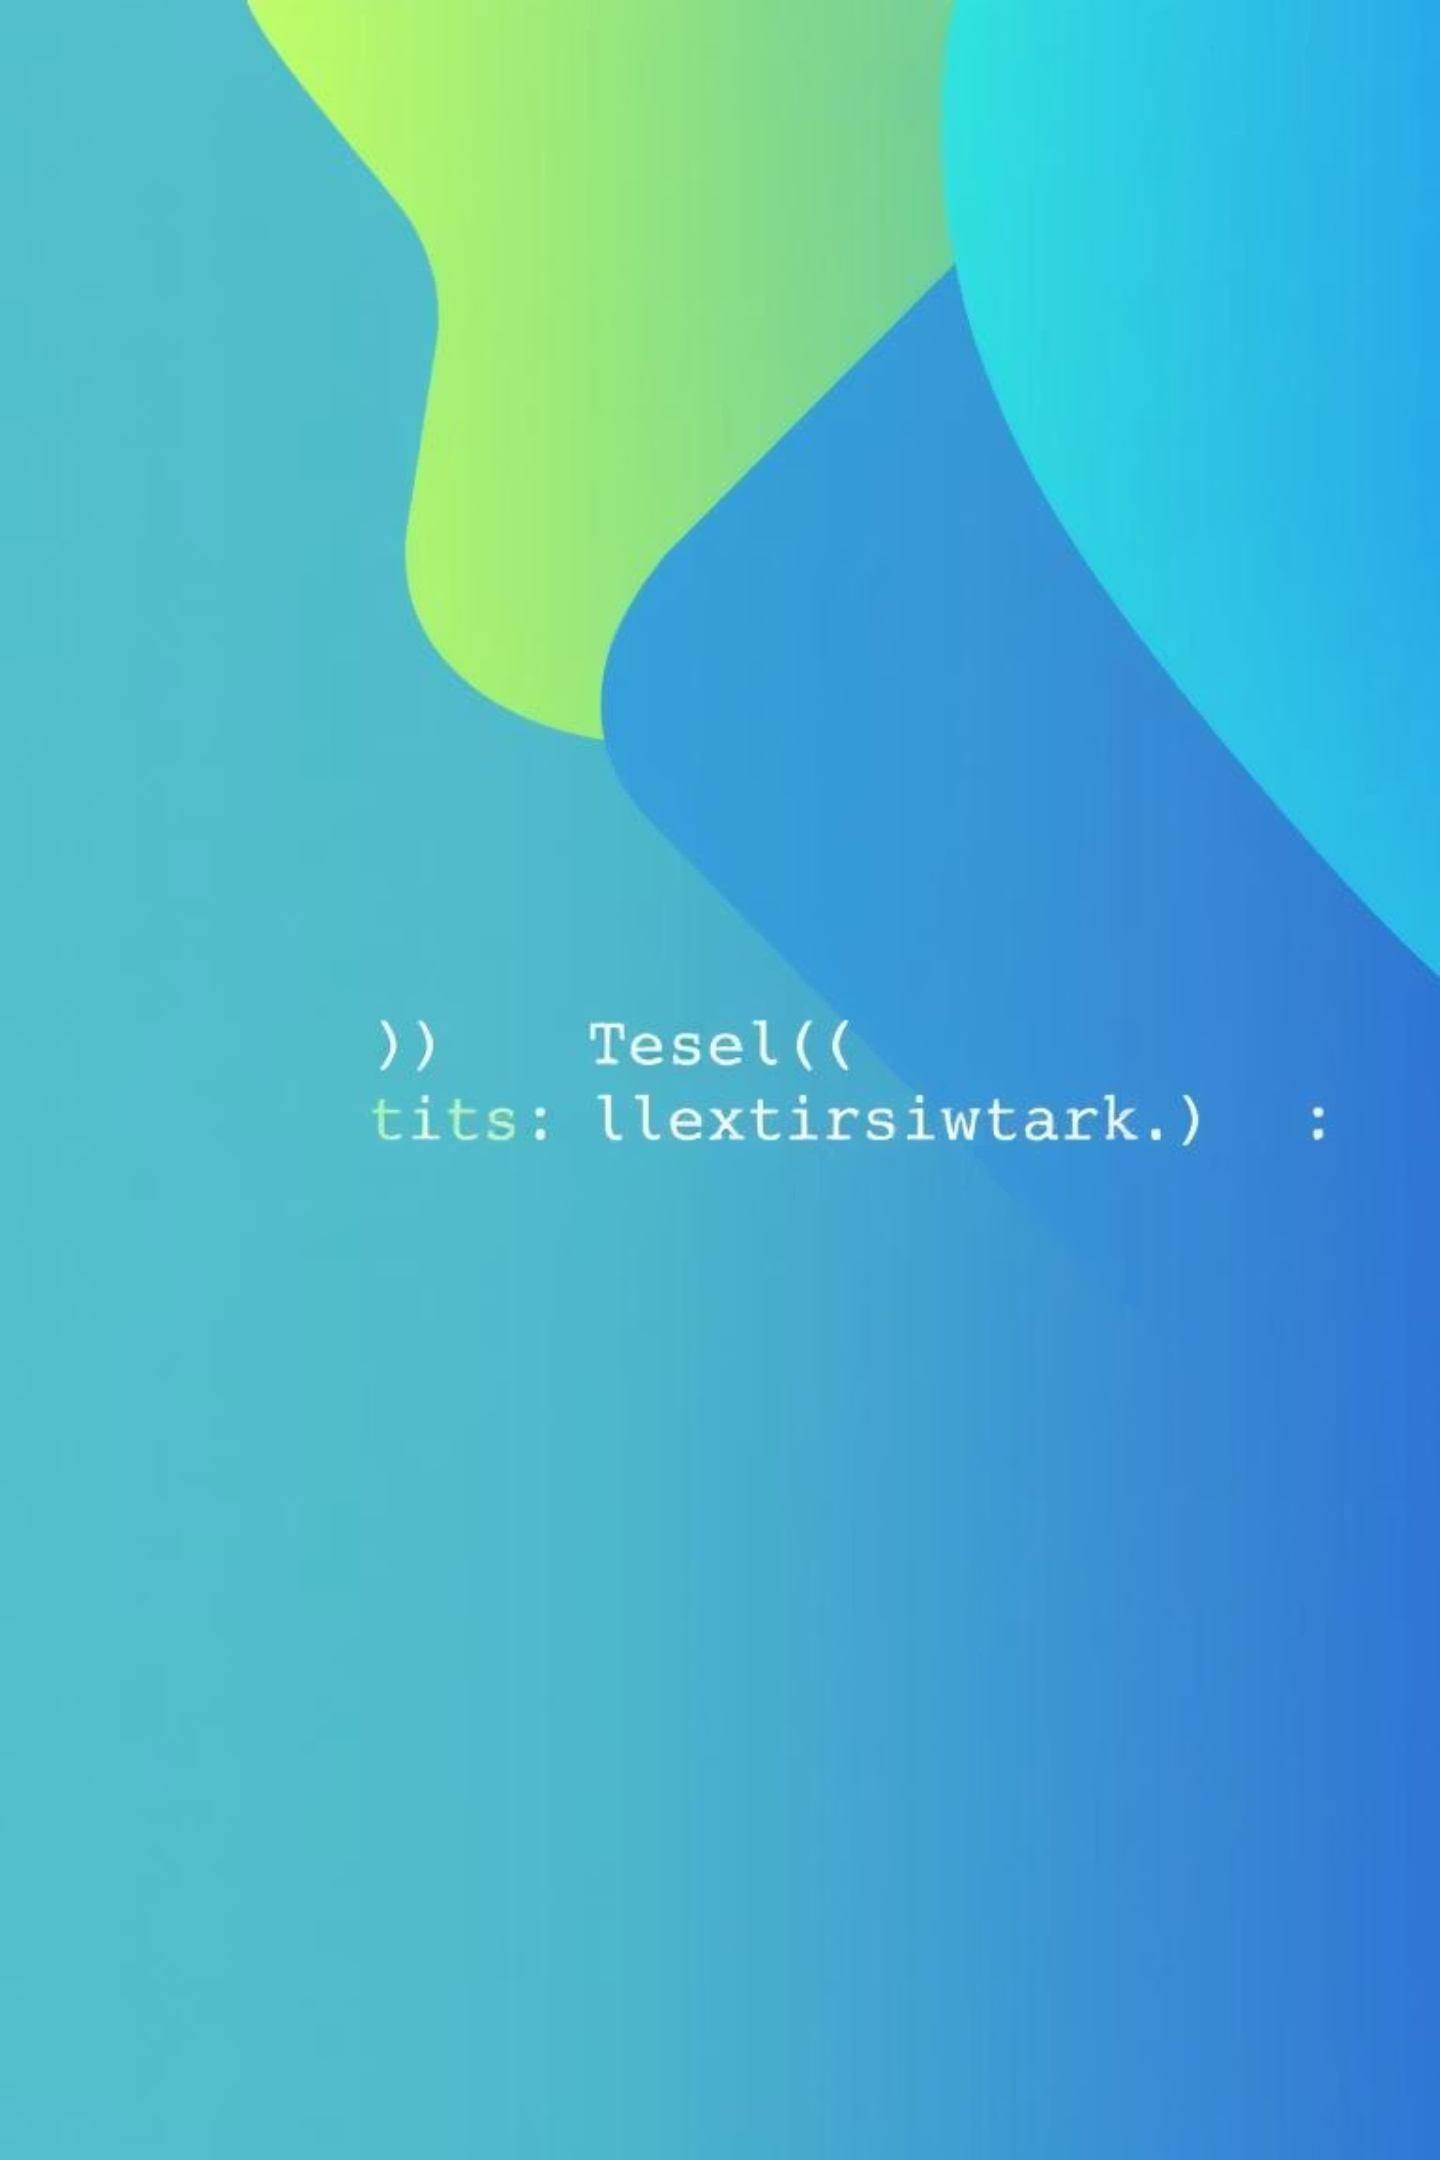 ))    Tesel((
tits: llextirsiwtark.)   :